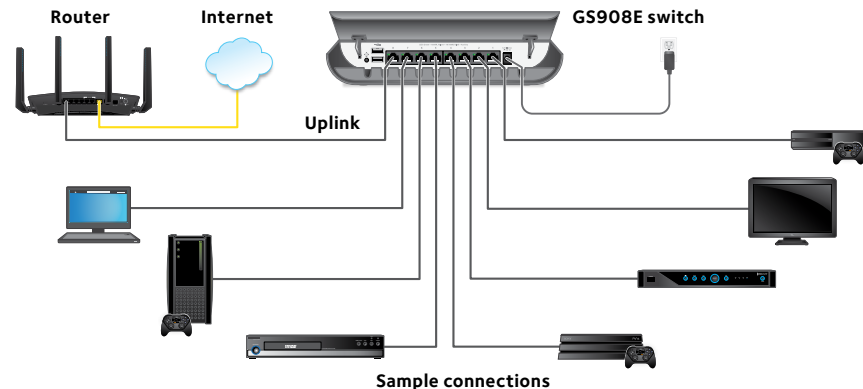 Router
Internet
GS908E switch
Uplink
Sample connections